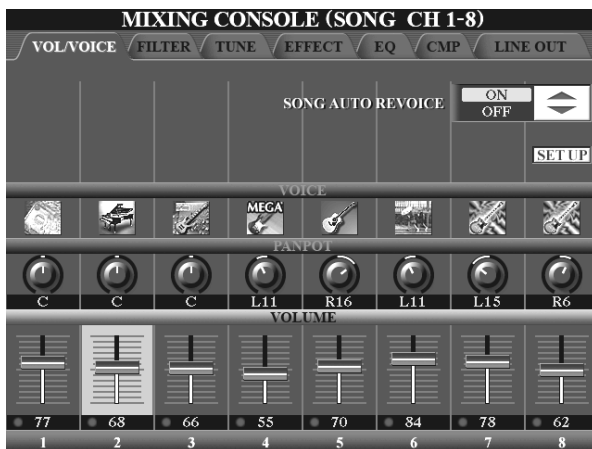 MIXING CONSOLE (SONG CH 1-8)
VOL/VOICE FILTER TUNE EFFECT EQ CMP LINE OUT
SONG AUTO REVOICE ON
OFF
SET UP
VOICE
MEGA
PANPOT
C C C L11 R16 L11 L15 R6
VOLUME
77 68 66 55 70 84 78 62
1 2 3 4 5 6 7 8